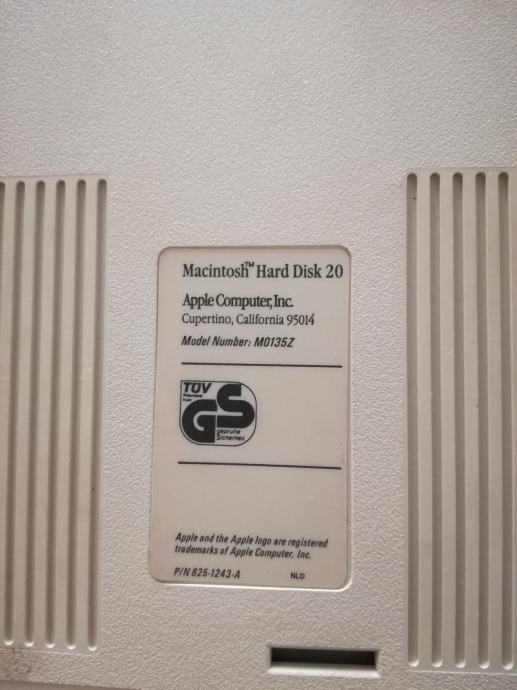 Macintosh™ Hard Disk 20
Apple Computer, Inc.
Cupertino, California 95014
Model Number: M0135Z
TÜV
Rheinland
GS
geprüfte
Sicherheit
Apple and the Apple logo are registered
trademarks of Apple Computer, Inc.
P/N 825-1243-A NLD